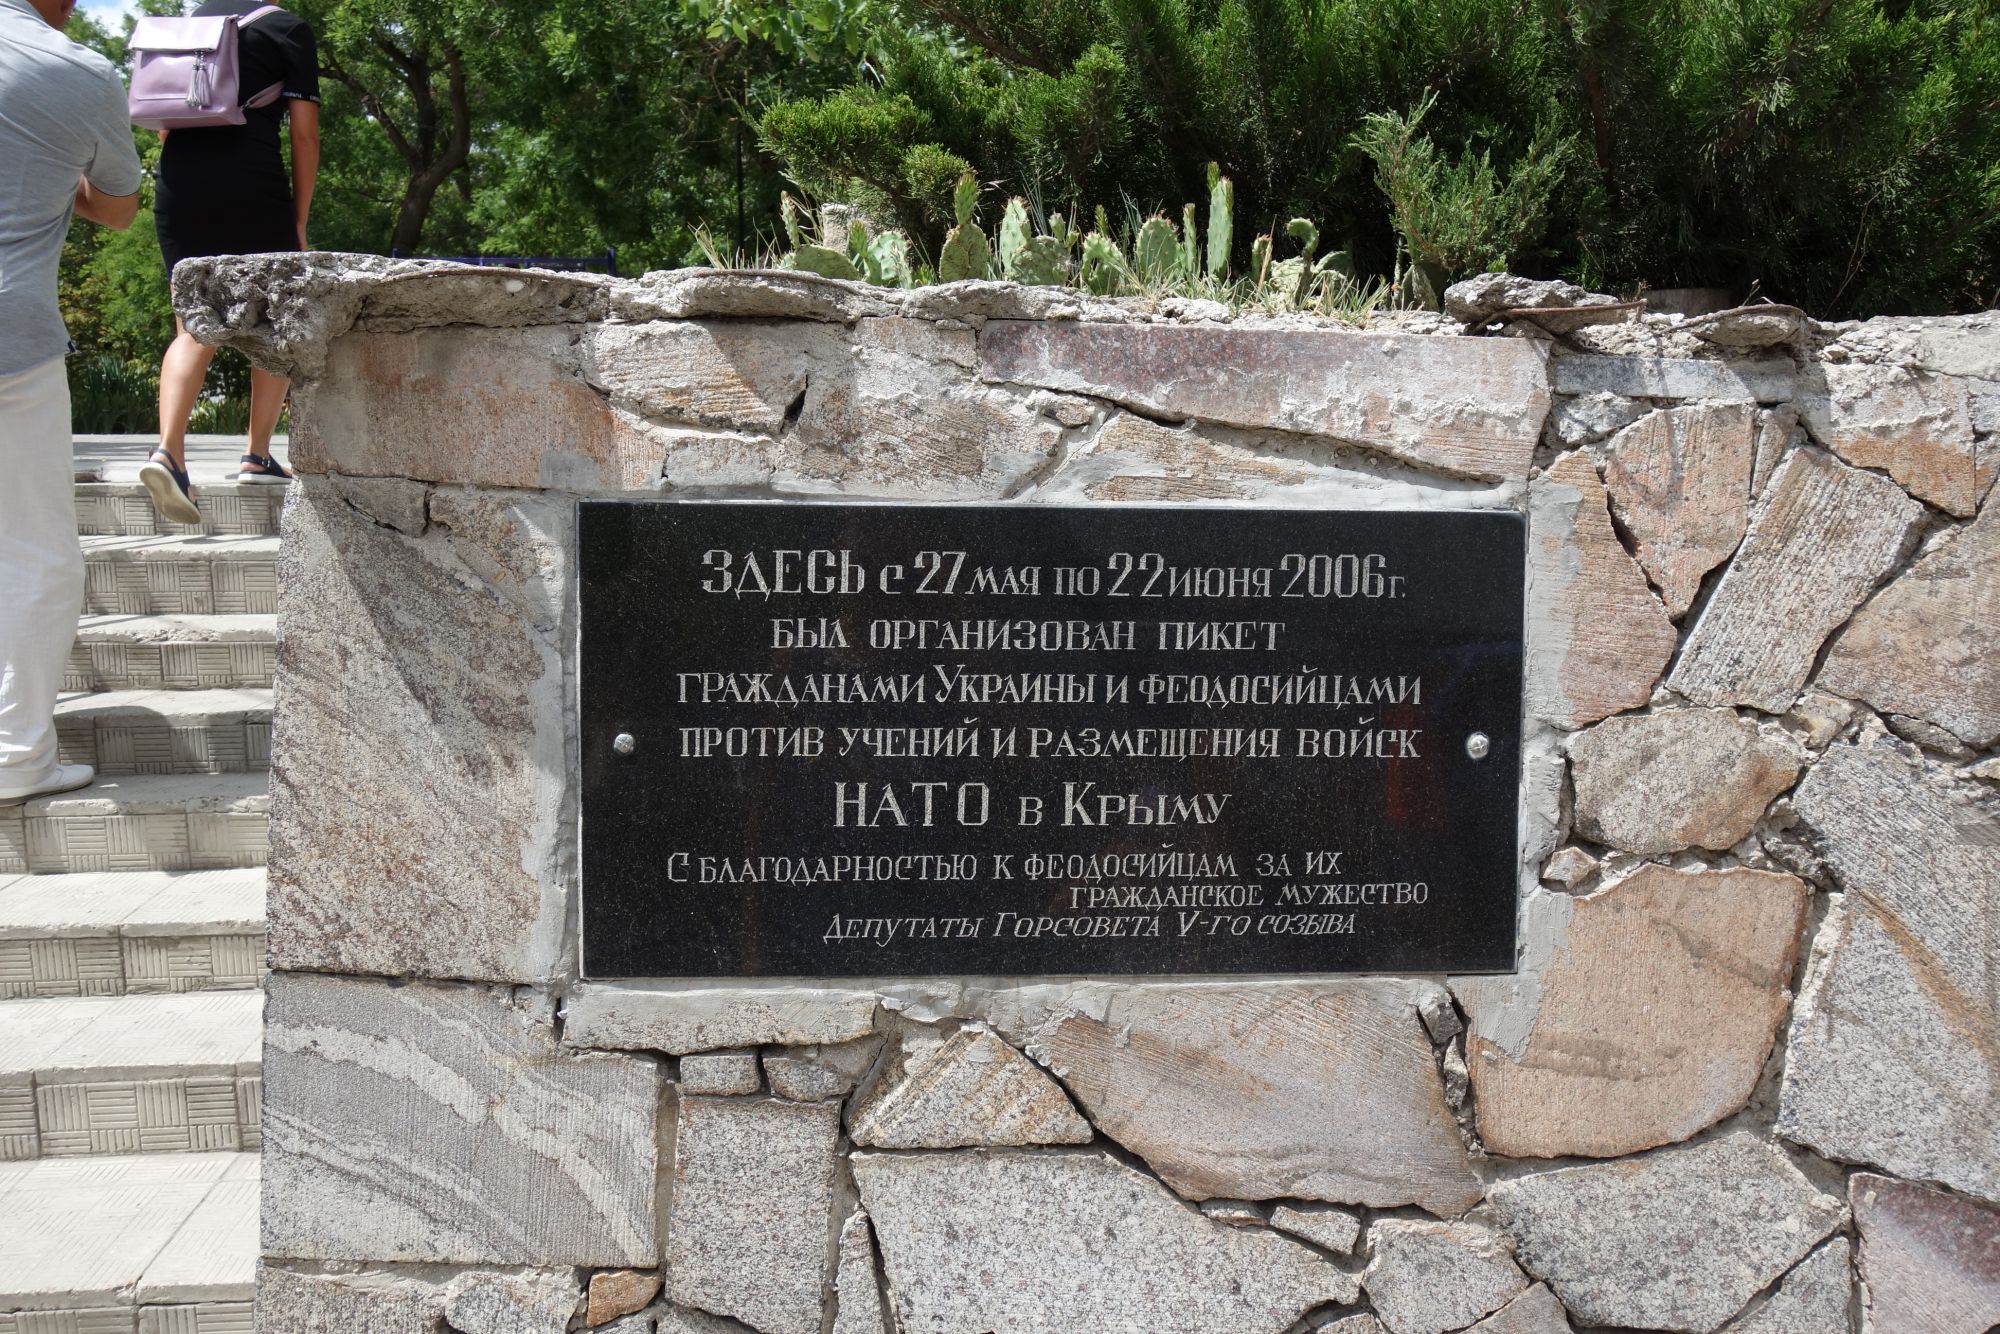 ЗДЕСЬ с 27 мая по 22 июня 2006 г.
БЫЛ ОРГАНИЗОВАН ПИКЕТ
ГРАЖДАНАМИ УКРАИНЫ И ФЕОДОСИЙЦАМИ
ПРОТИВ УЧЕНИЙ И РАЗМЕЩЕНИЯ ВОЙСК
НАТО в Крыму
С БЛАГОДАРНОСТЬЮ К ФЕОДОСИЙЦАМ ЗА ИХ
ГРАЖДАНСКОЕ МУЖЕСТВО
ДЕПУТАТЫ ГОРСОВЕТА V-ГО СОЗЫВА